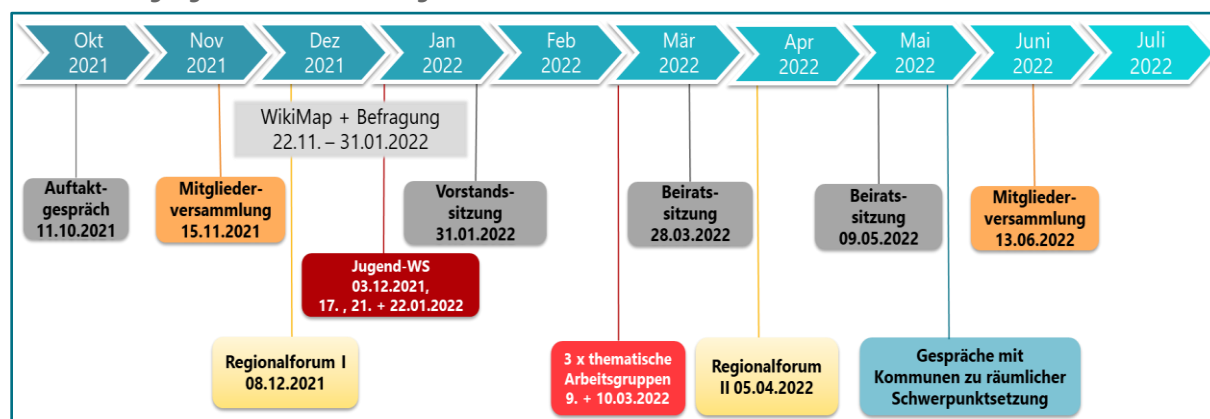 Okt
2021
Nov
2021
Dez
2021
Jan
2022
Feb
2022
Mär
2022
Apr
2022
Mai
2022
Juni
2022
Juli
2022
WikiMap + Befragung
22.11. – 31.01.2022
Auftakt-
gespräch
11.10.2021
Mitglieder-
versammlung
15.11.2021
Vorstands-
sitzung
31.01.2022
Beirats-
sitzung
28.03.2022
Beirats-
sitzung
09.05.2022
Mitglieder-
versammlung
13.06.2022
Jugend-WS
03.12.2021,
17. , 21. + 22.01.2022
Regionalforum I
08.12.2021
3 x thematische
Arbeitsgruppen
9. + 10.03.2022
Regionalforum
II 05.04.2022
Gespräche mit
Kommunen zu räumlicher
Schwerpunktsetzung